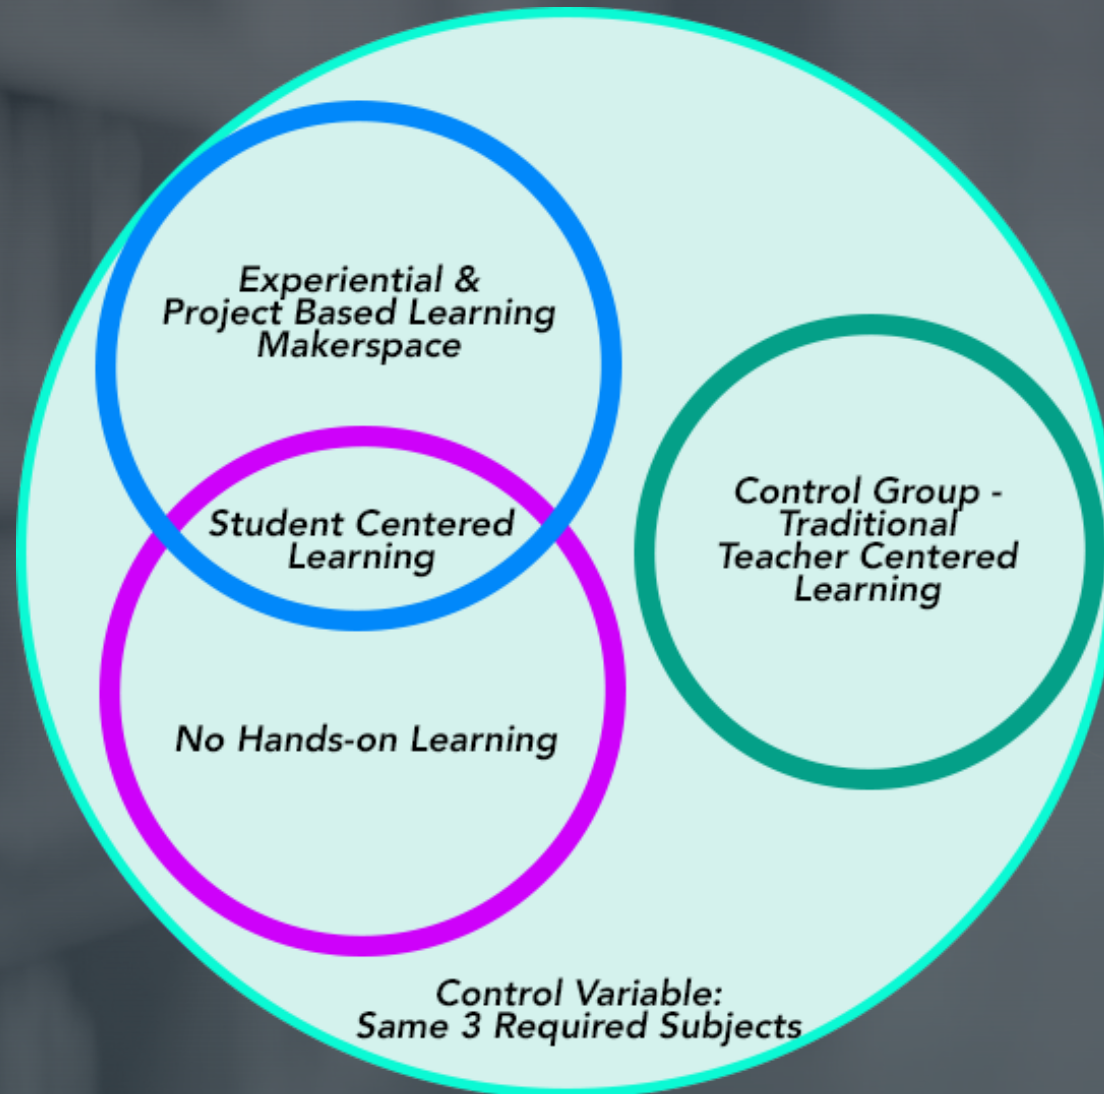 Experiential &
Project Based Learning
Makerspace
Student Centered
Learning
Control Group -
Traditional
Teacher Centered
Learning
No Hands-on Learning
Control Variable:
Same 3 Required Subjects